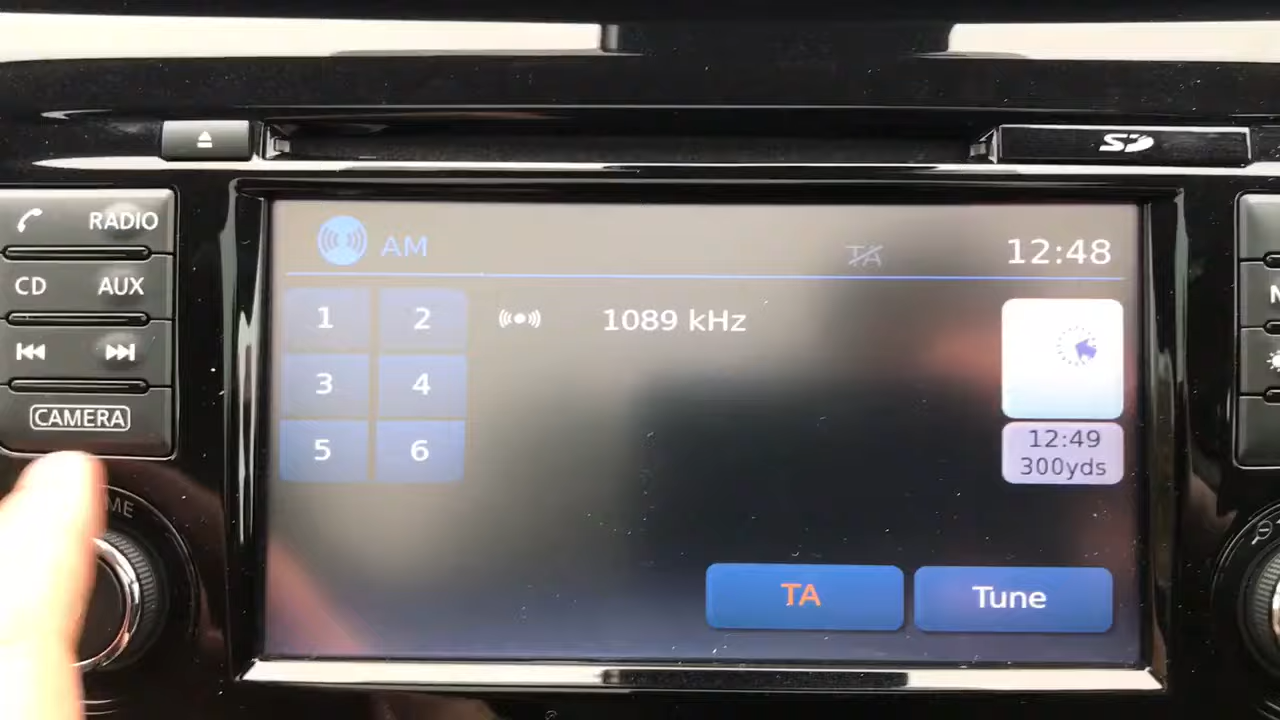 SD
RADIO
CD AUX
CAMERA
AM
TA
12:48
1 2
3 4
5 6
1089 kHz
12:49
300yds
TA
Tune